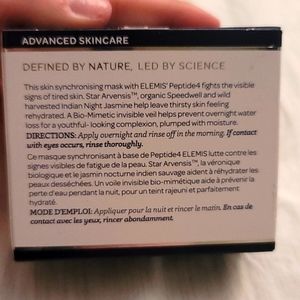 ADVANCED SKINCARE
DEFINED BY NATURE, LED BY SCIENCE
This skin synchronising mask with ELEMIS' Peptide4 fights the visible
signs of tired skin. Star Arvensis™, organic Speedwell and wild
harvested Indian Night Jasmine help leave thirsty skin feeling
rehydrated. A Bio-Mimetic invisible veil helps prevent overnight water
loss for a youthful- looking complexion, plumped with moisture.
DIRECTIONS: Apply overnight and rinse off in the morning. If contact
with eyes occurs, rinse thoroughly.
Ce masque synchronisant à base de Peptide4 ELEMIS lutte contre les
signes visibles de fatigue de la peau. Star Arvensis™, la véronique
biologique et le jasmin nocturne indien sauvage aident à réhydrater les
peaux desséchées. Un voile invisible bio-mimétique aide à prévenir la
perte d'eau pendant la nuit, pour un teint rajeuni et parfaitement
hydraté.
MODE D'EMPLOI: Appliquer pour la nuit et rincer le matin. En cas de
contact avec les yeux, rincer abondamment.